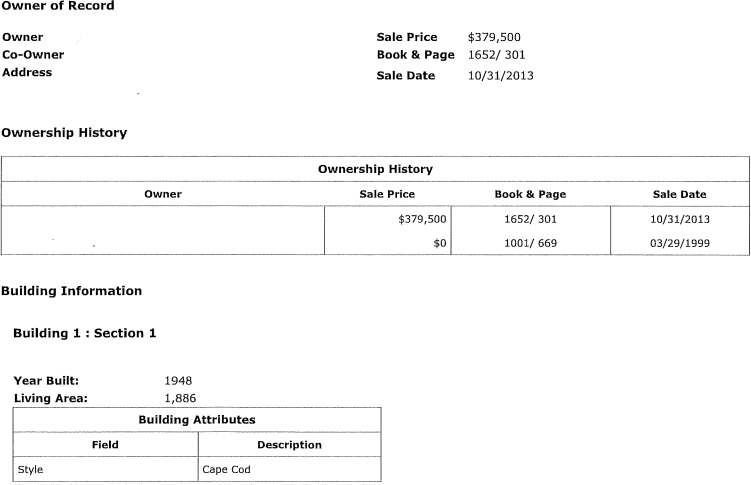 Owner of Record
Owner Sale Price $379,500
Co-Owner Book & Page 1652/ 301
Address Sale Date 10/31/2013
Ownership History
Ownership History
Owner Sale Price Book & Page Sale Date
$379,500 1652/ 301 10/31/2013
$0 1001/ 669 03/29/1999
Building Information
Building 1 : Section 1
Year Built: 1948
Living Area: 1,886
Building Attributes
Field Description
Style Cape Cod